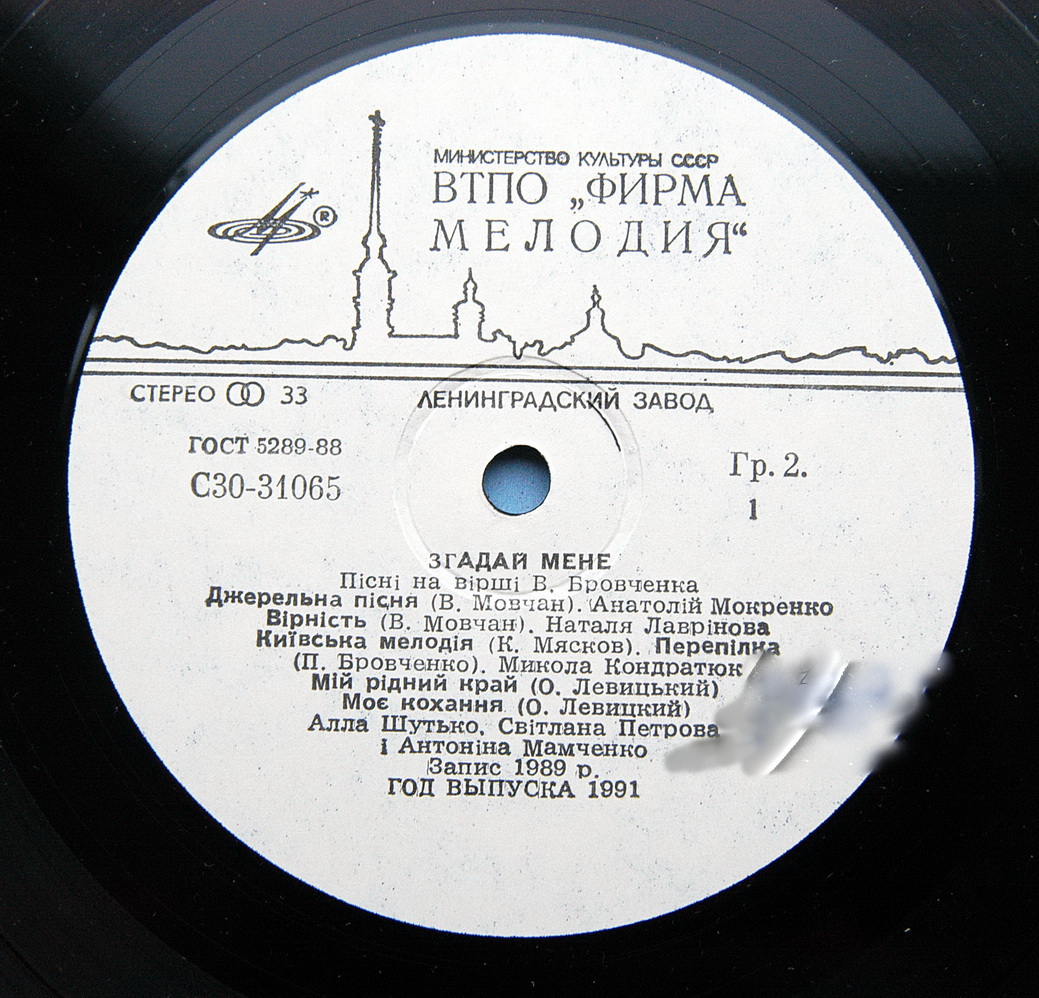 МИНИСТЕРСТВО КУЛЬТУРЫ СССР
ВТПО „ФИРМА
МЕЛОДИЯ“
®
СТЕРЕО 33
ЛЕНИНГРАДСКИЙ ЗАВОД
ГОСТ 5289-88
С30-31065
Гр. 2.
1
ЗГАДАЙ МЕНЕ
Пісні на вірші В. Бровченка
Джерельна пісня (В. Мовчан). Анатолій Мокренко
Вірність (В. Мовчан). Наталя Лаврінова
Київська мелодія (К. Мясков). Перепілка
(П. Бровченко). Микола Кондратюк
Мій рідний край (О. Левицький)
Моє кохання (О. Левицкий)
Алла Шутько, Світлана Петрова
і Антоніна Мамченко
Запис 1989 р.
ГОД ВЫПУСКА 1991